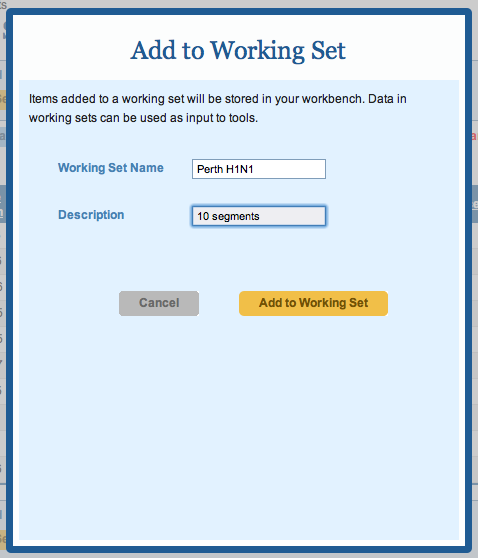 Add to Working Set
Items added to a working set will be stored in your workbench. Data in
working sets can be used as input to tools.
Working Set Name
Perth H1N1
Description
10 segments
Cancel
Add to Working Set